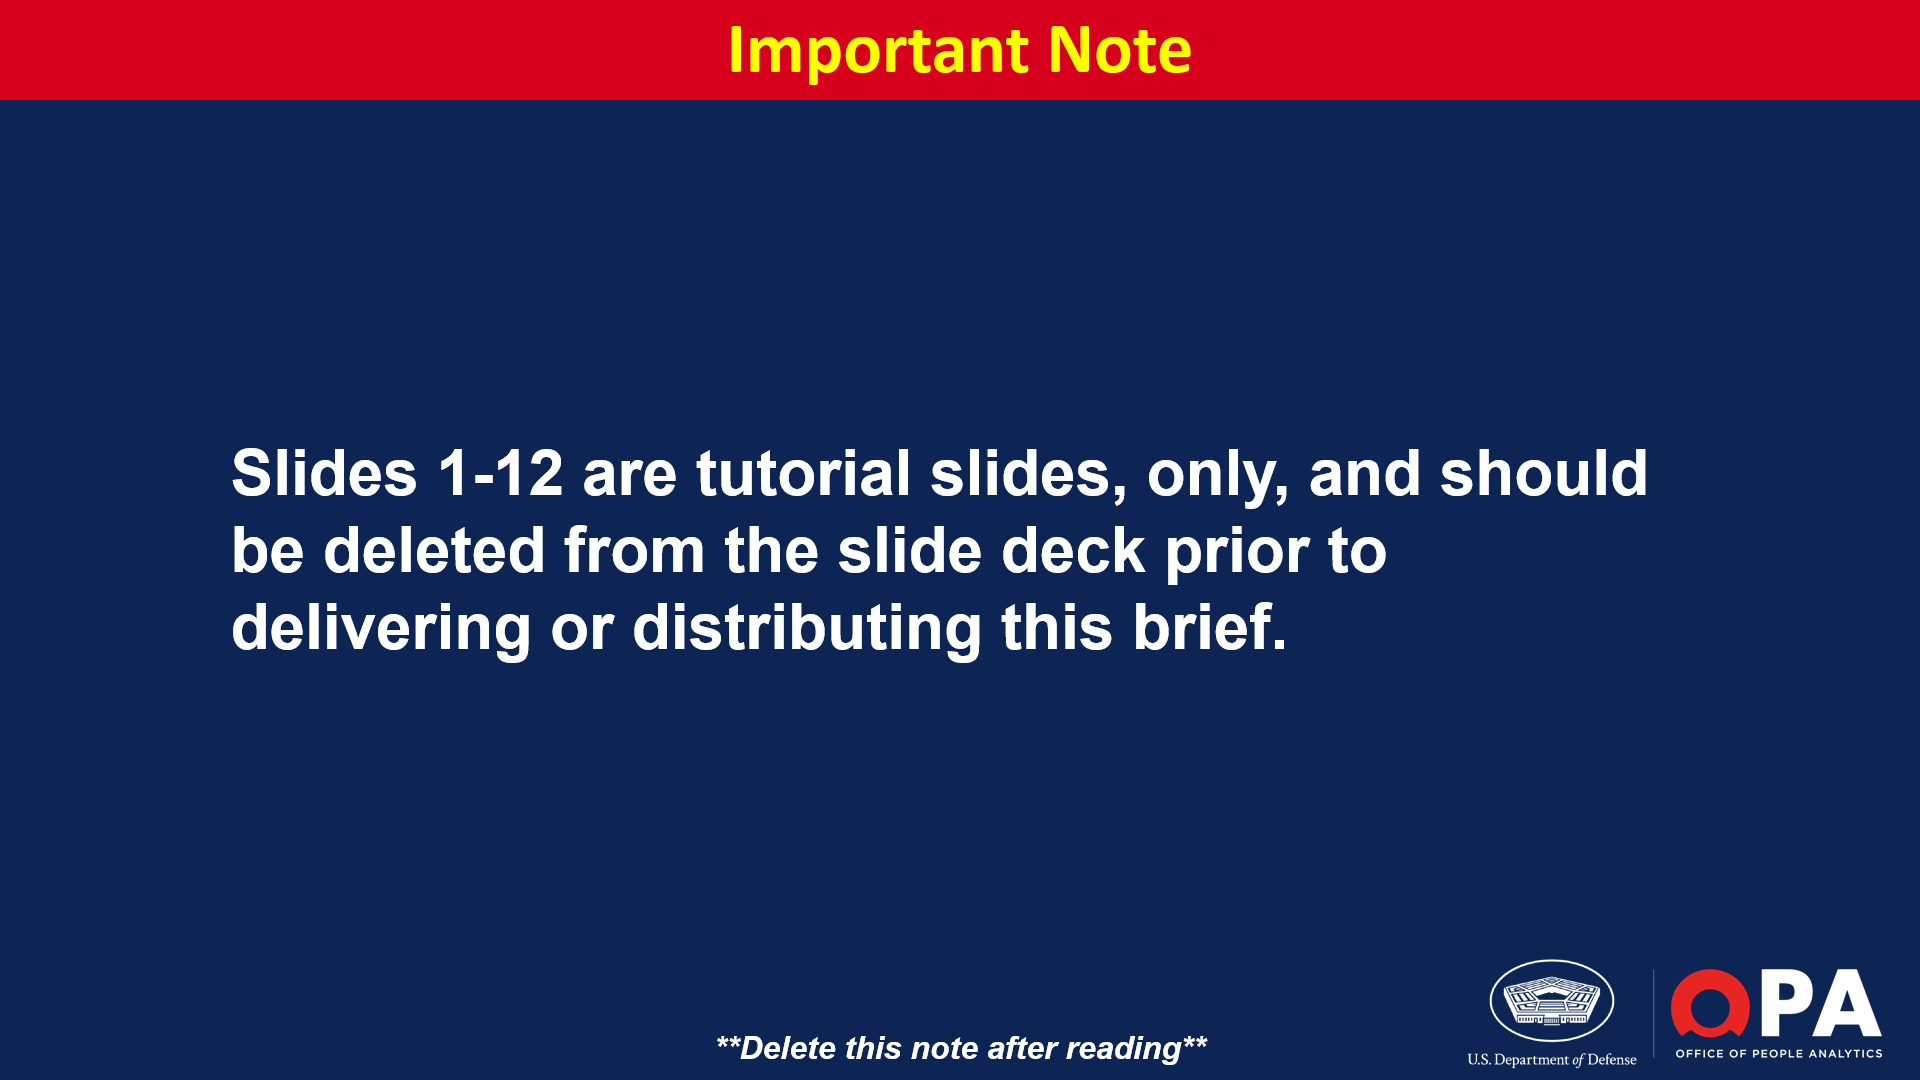 Important Note
Slides 1-12 are tutorial slides, only, and should
be deleted from the slide deck prior to
delivering or distributing this brief.
**Delete this note after reading**
U.S. Department of Defense
OPA
OFFICE OF PEOPLE ANALYTICS